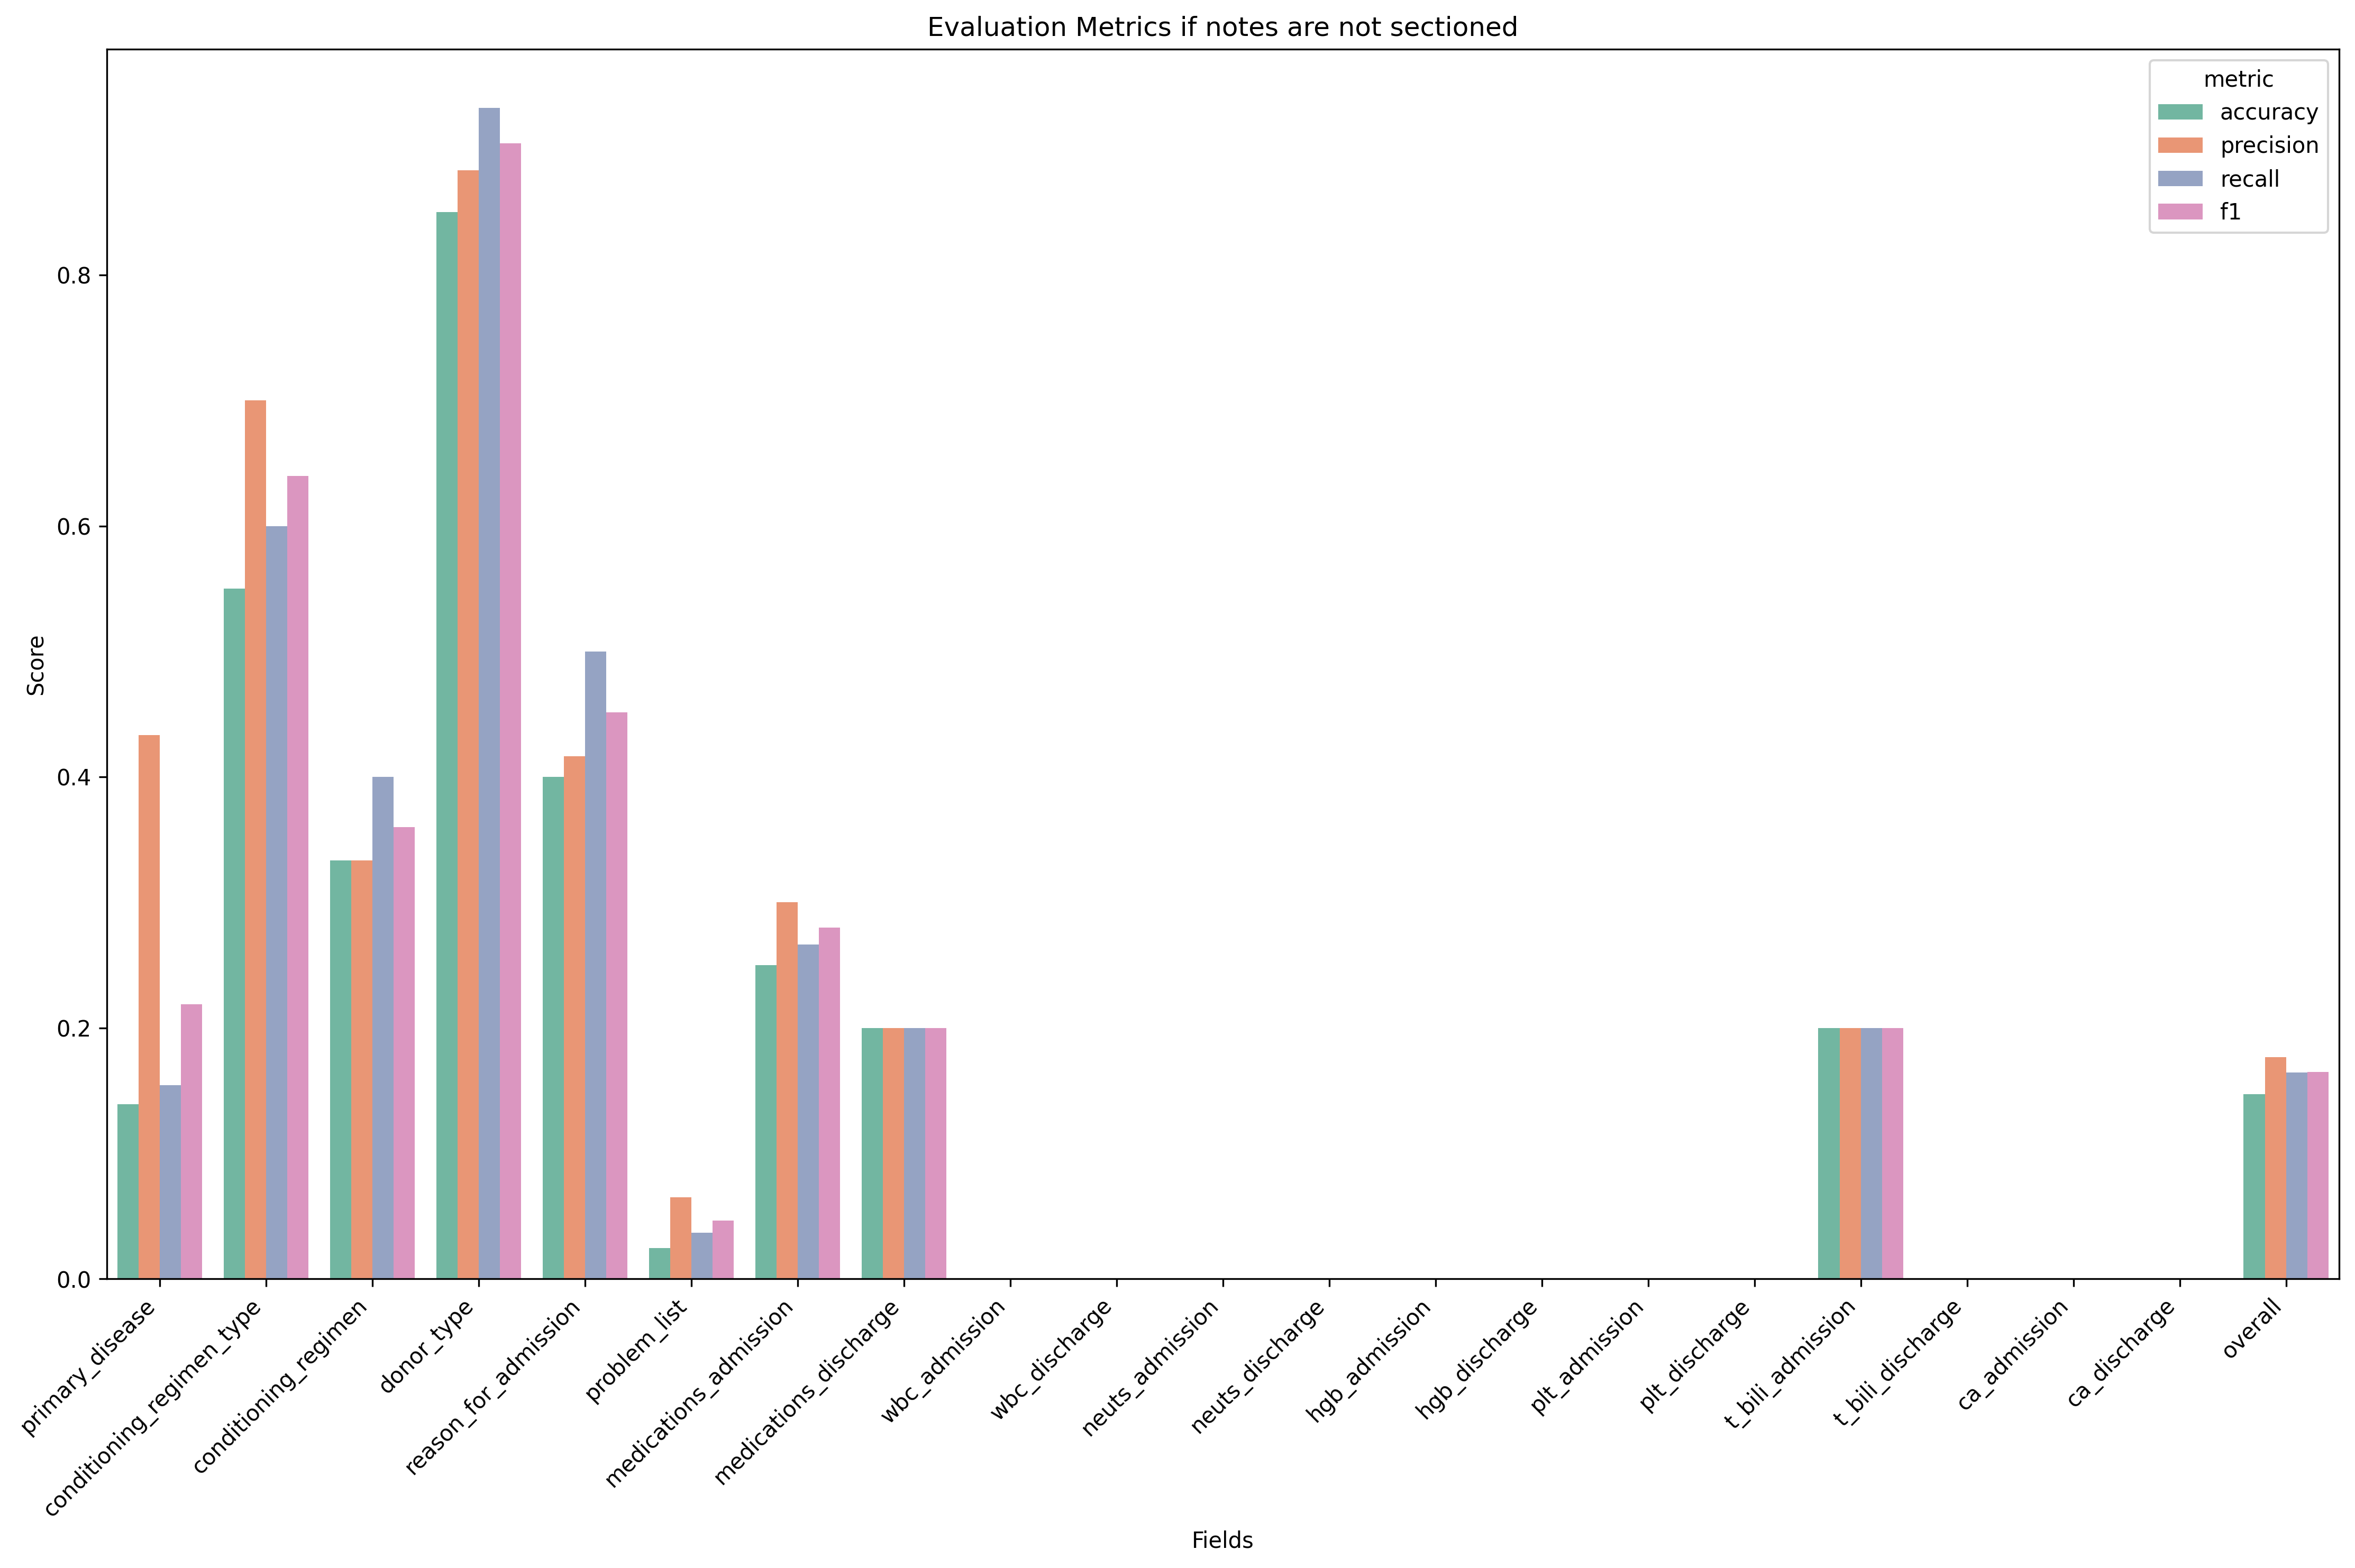 Evaluation Metrics if notes are not sectioned
metric
accuracy
precision
recall
f1
Score
0.8
0.6
0.4
0.2
0.0
primary_disease
conditioning_regimen_type
conditioning_regimen
donor_type
reason_for_admission
problem_list
medications_admission
medications_discharge
wbc_admission
wbc_discharge
neuts_admission
neuts_discharge
hgb_admission
hgb_discharge
plt_admission
plt_discharge
t_bili_admission
t_bili_discharge
ca_admission
ca_discharge
overall
Fields